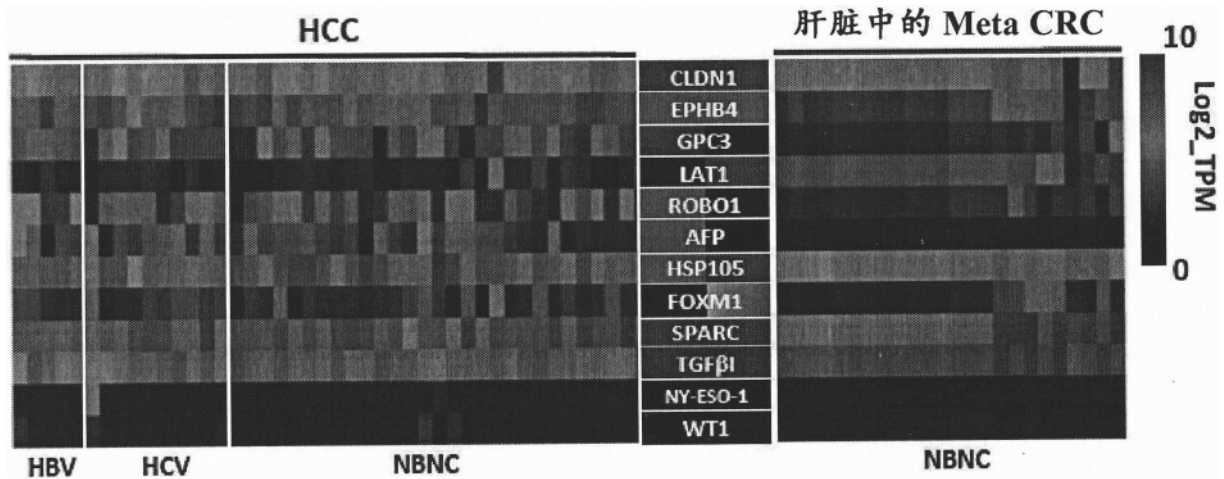 HCC
肝脏中的 Meta CRC
CLDN1
EPHB4
GPC3
LAT1
ROBO1
AFP
HSP105
FOXM1
SPARC
TGFβI
NY-ESO-1
WT1
HBV
HCV
NBNC
NBNC
10
0
Log2_TPM